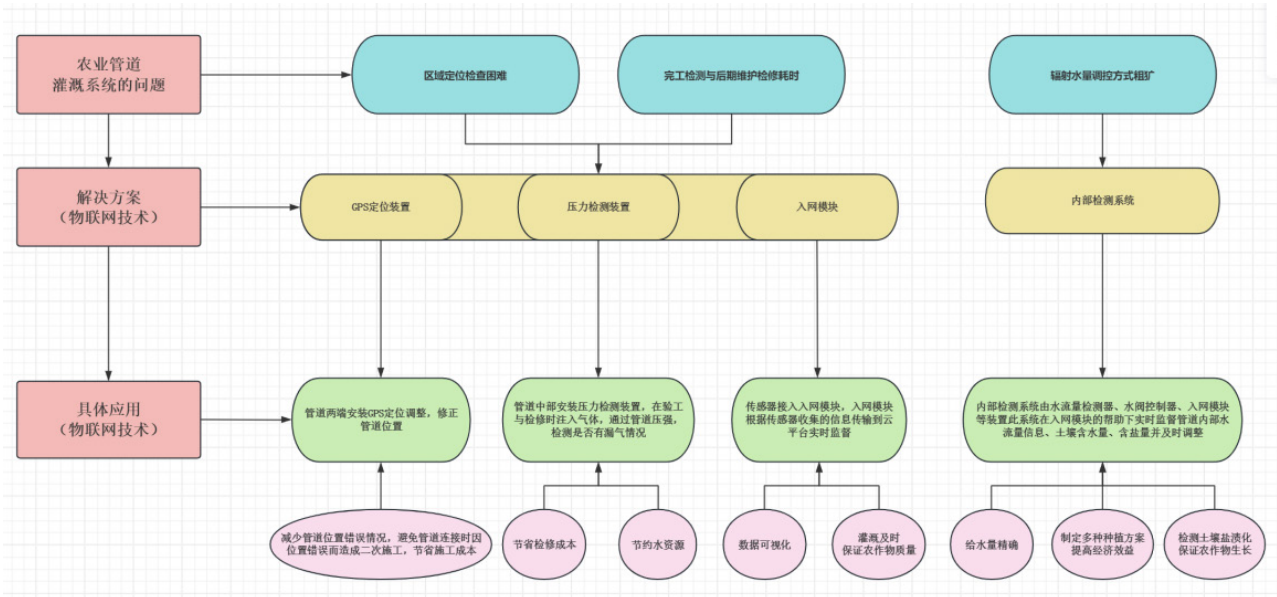 农业管道
灌溉系统的问题
区域定位检查困难
完工检测与后期维护检修耗时
辐射水量调控方式粗犷
解决方案
（物联网技术）
GPS定位装置
压力检测装置
入网模块
内部检测系统
具体应用
（物联网技术）
管道两端安装GPS定位调整，修正
管道位置
管道中部安装压力检测装置，在验工
与检修时注入气体，通过管道压强，
检测是否有漏气情况
传感器接入入网模块，入网模块
根据传感器收集的信息传输到云
平台实时监督
内部检测系统由水流量检测器、水阀控制器、入网模块
等装置此系统在入网模块的帮助下实时监督管道内部水
流量信息、土壤含水量、含盐量并及时调整
减少管道位置错误情况，避免管道连接时因
位置错误而造成二次施工，节省施工成本
节省检修成本
节约水资源
数据可视化
灌溉及时
保证农作物质量
给水量精确
制定多种种植方案
提高经济效益
检测土壤盐渍化
保证农作物生长